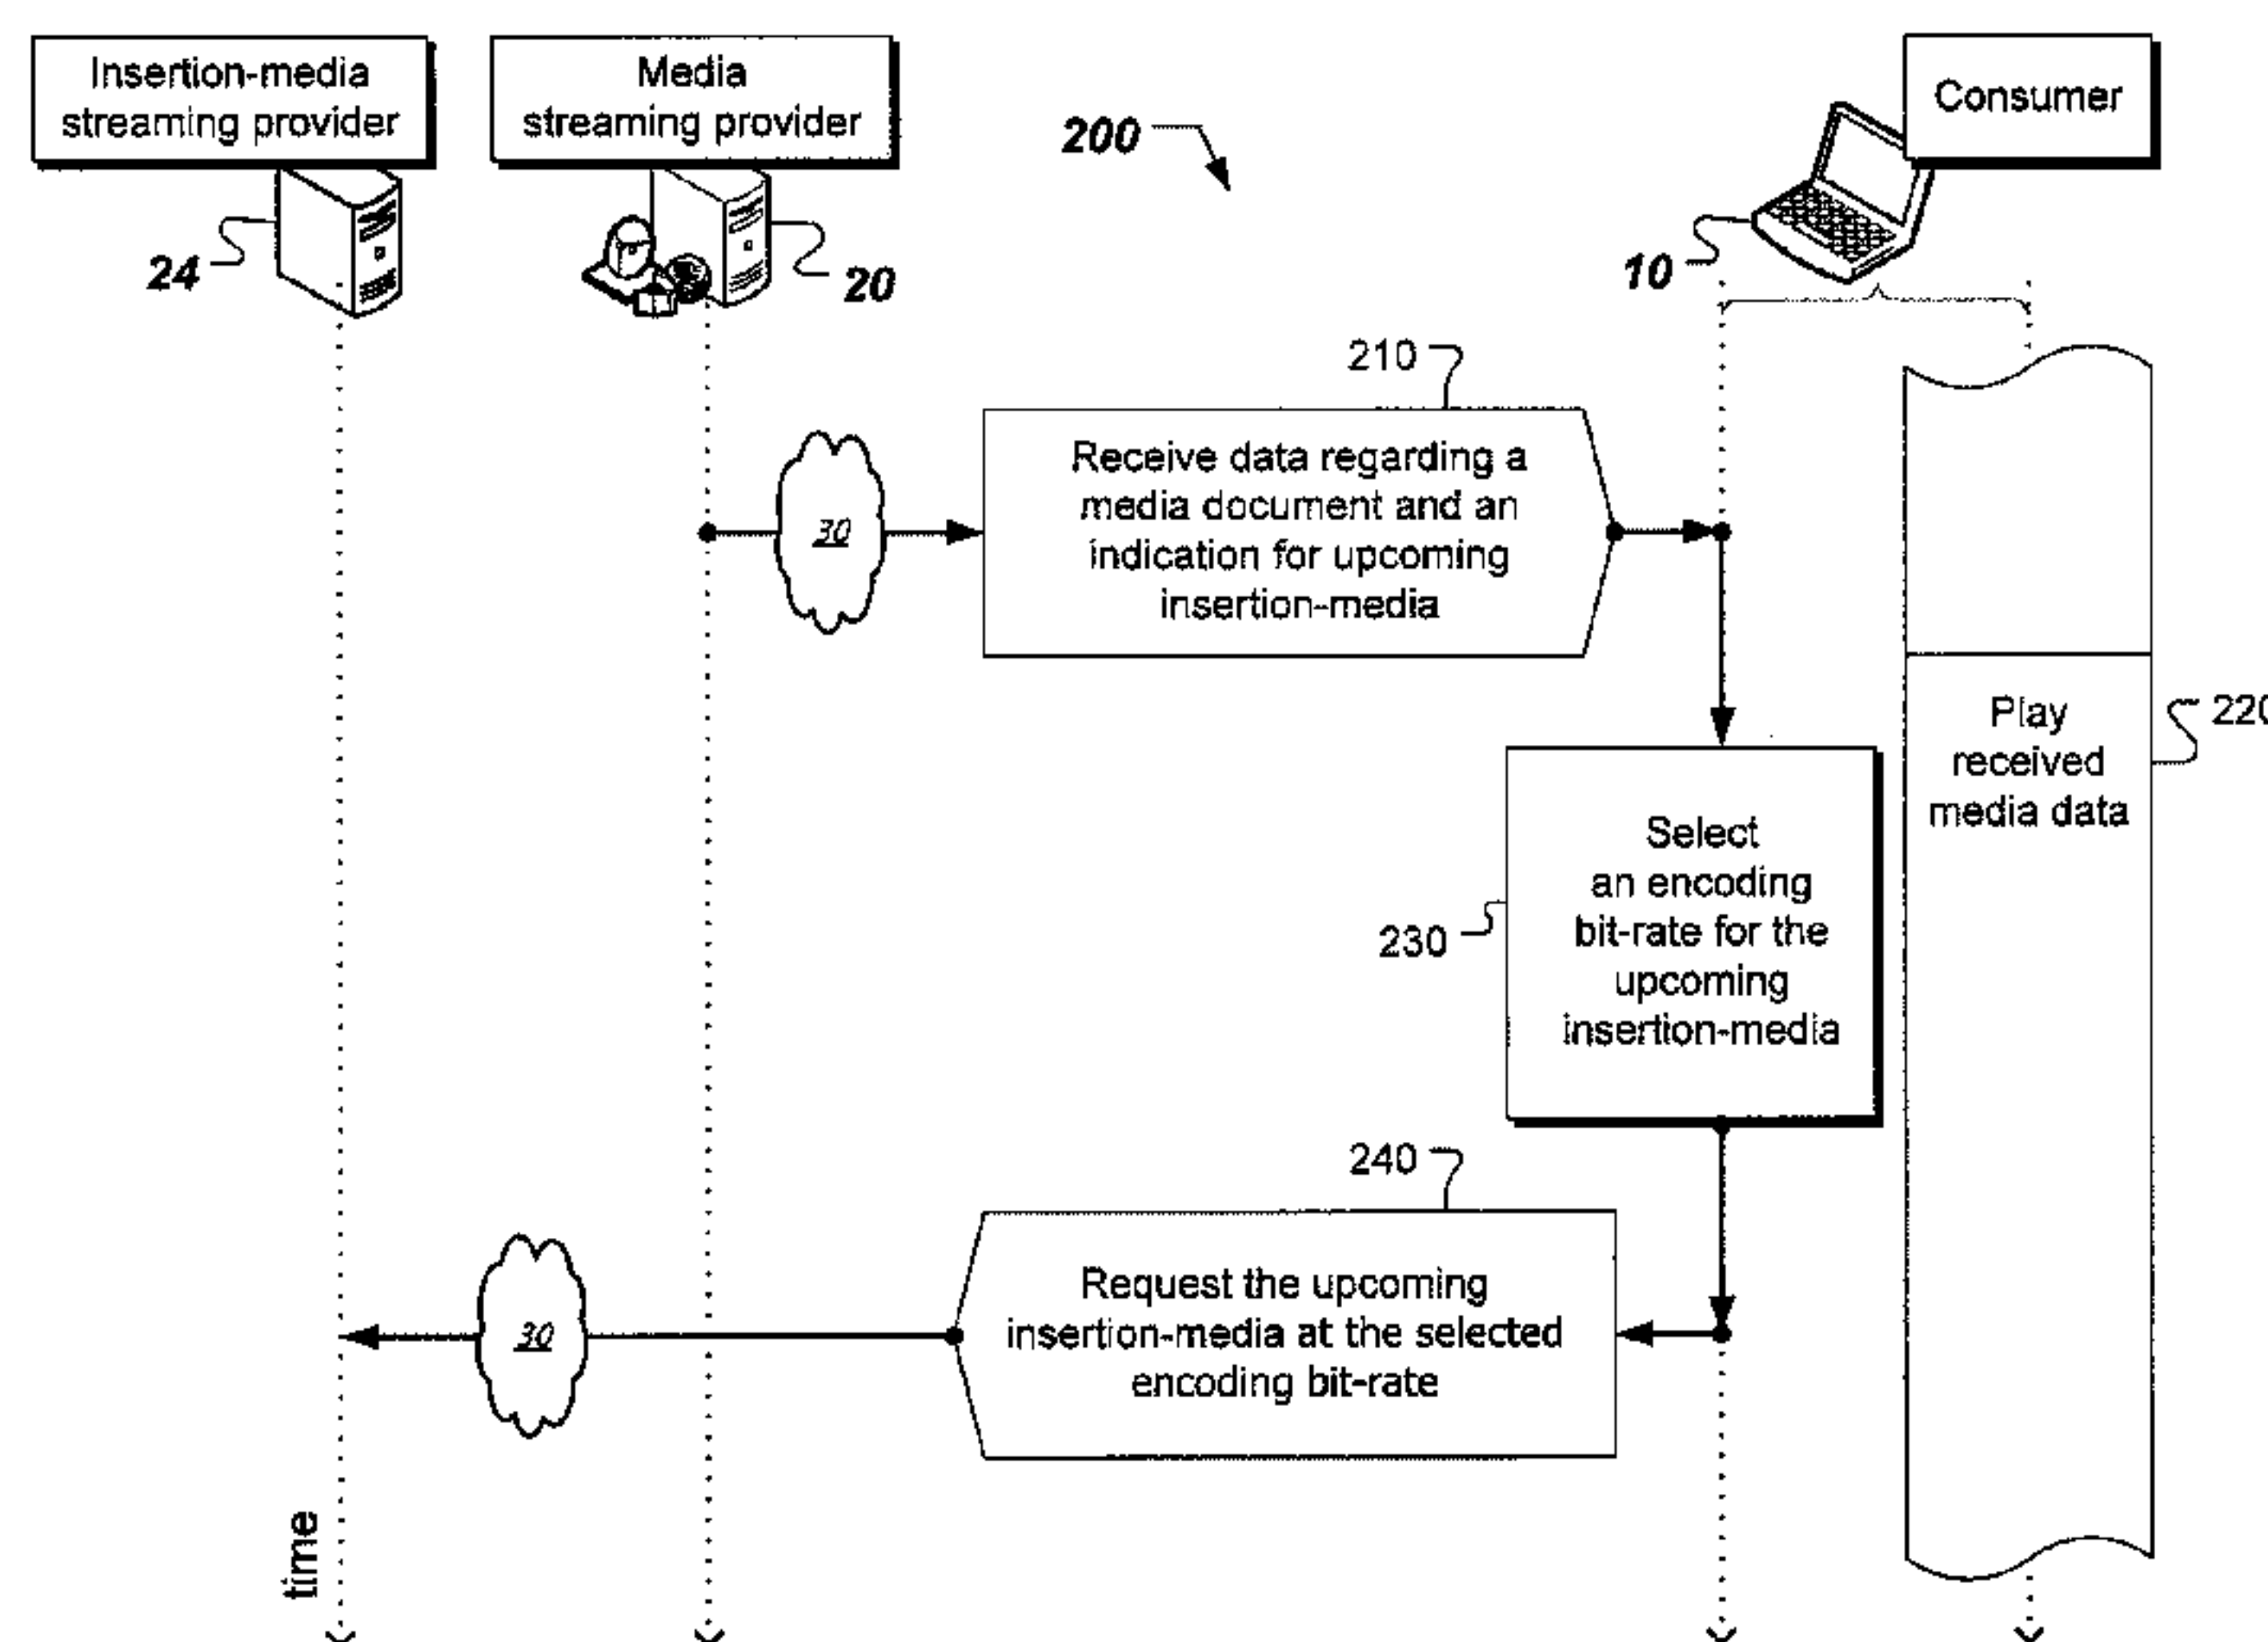 Insertion-media
streaming provider
Media
streaming provider
200
Consumer
24
20
10
210
Receive data regarding a
media document and an
indication for upcoming
insertion-media
30
Play
received
media data
220
Select
an encoding
bit-rate for the
upcoming
insertion-media
230
240
Request the upcoming
insertion-media at the selected
encoding bit-rate
30
time